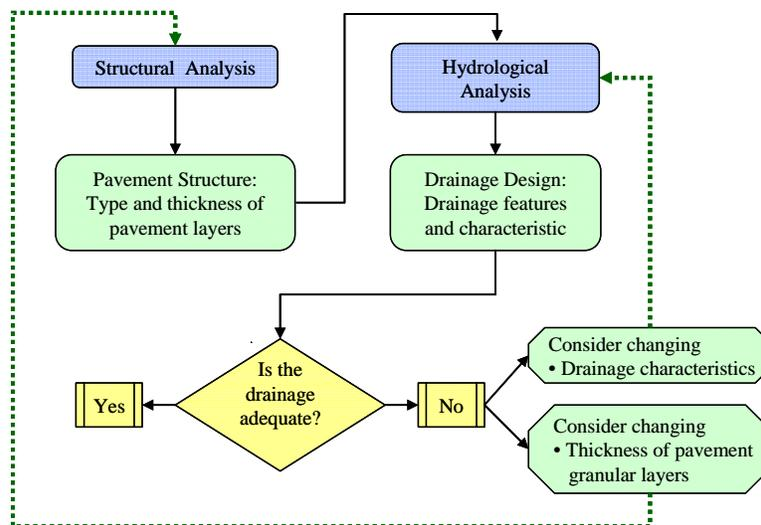 Structural Analysis
Hydrological
Analysis
Pavement Structure:
Type and thickness of
pavement layers
Drainage Design:
Drainage features
and characteristic
Is the
drainage
adequate?
Yes
No
Consider changing
• Drainage characteristics
Consider changing
• Thickness of pavement
granular layers